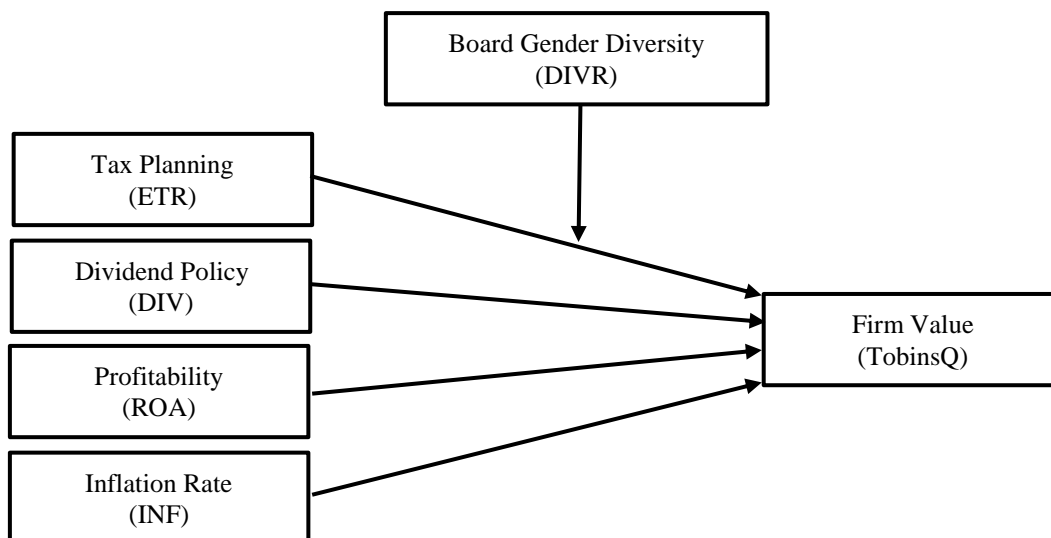 Board Gender Diversity
(DIVR)
Tax Planning
(ETR)
Dividend Policy
(DIV)
Firm Value
(TobinsQ)
Profitability
(ROA)
Inflation Rate
(INF)